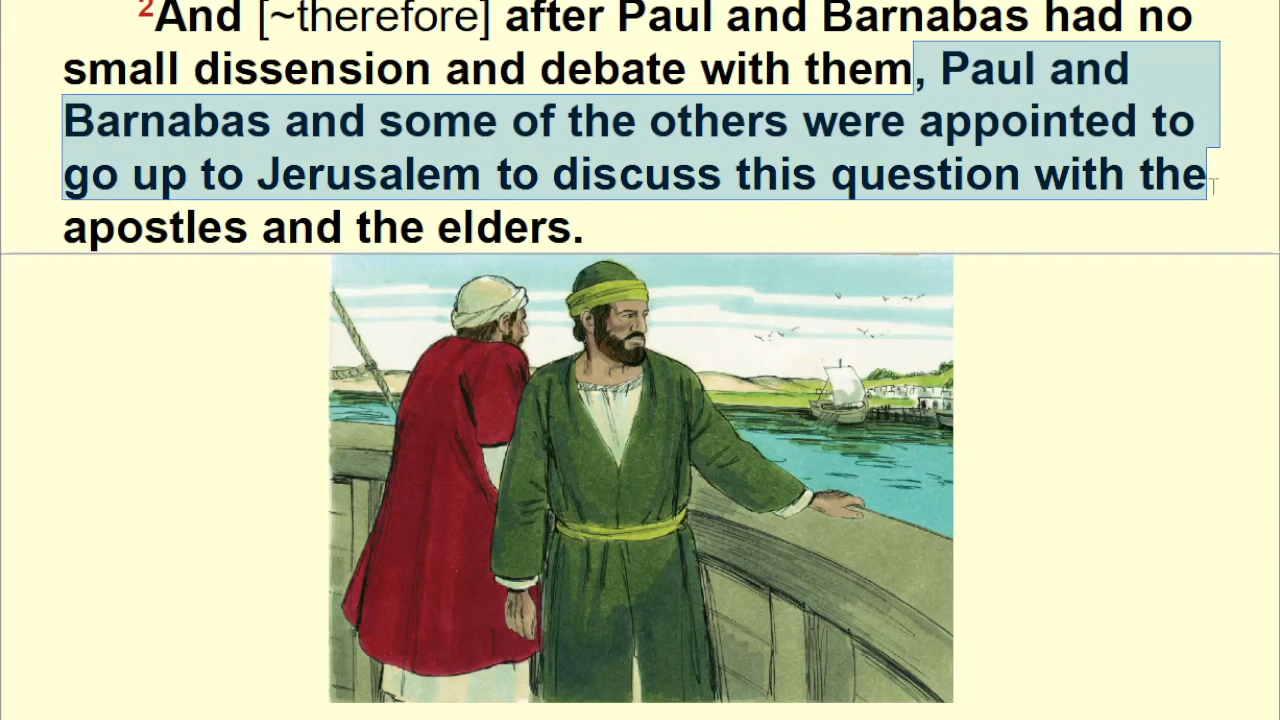 2And [~therefore] after Paul and Barnabas had no
small dissension and debate with them, Paul and
Barnabas and some of the others were appointed to
go up to Jerusalem to discuss this question with the
apostles and the elders.